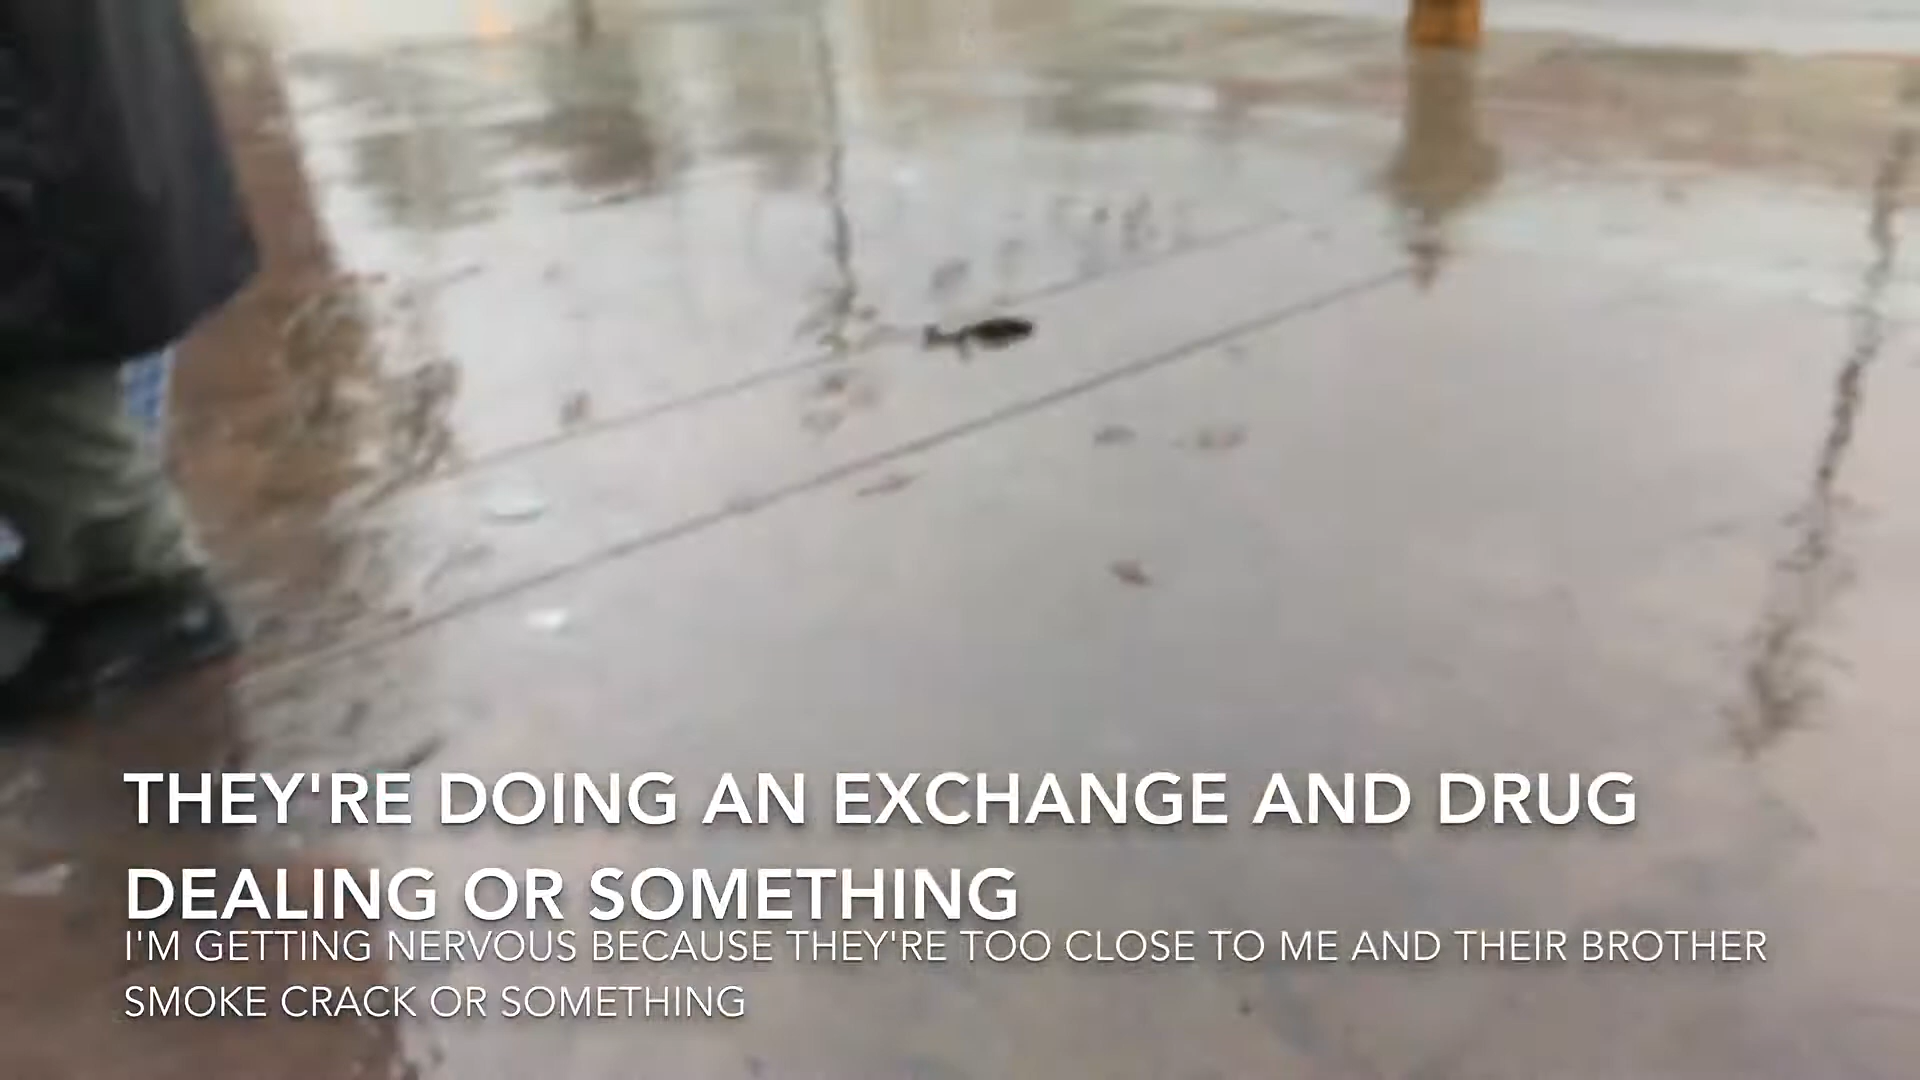 THEY'RE DOING AN EXCHANGE AND DRUG
DEALING OR SOMETHING
I'M GETTING NERVOUS BECAUSE THEY'RE TOO CLOSE TO ME AND THEIR BROTHER
SMOKE CRACK OR SOMETHING